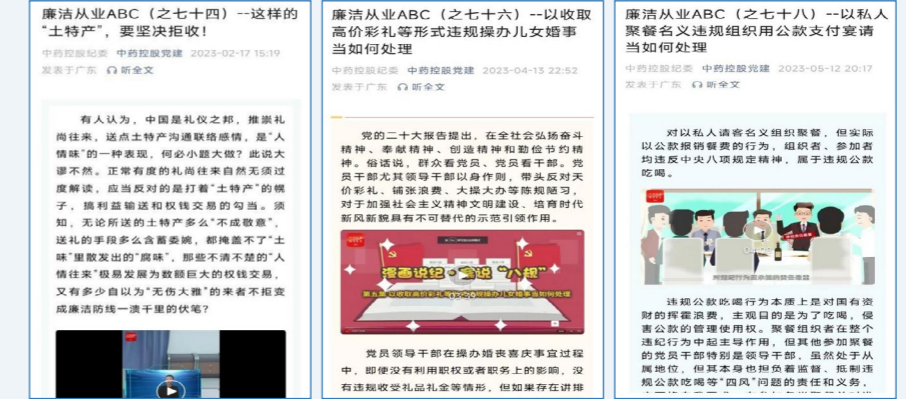 廉洁从业ABC（之七十四）--这样的
“土特产”，要坚决拒收！
中药控股纪委 中药控股党建 2023-02-17 15:19
发表于广东 听全文
有人认为，中国是礼仪之邦，推崇礼
尚往来，送点土特产沟通联络感情，是“人
情味”的一种表现，何必小题大做？此说大
谬不然。正常有度的礼尚往来自然无须过
度解读，应当反对的是打着“土特产”的幌
子，搞利益输送和权钱交易的勾当。须
知，无论所送的土特产多么“不成敬意”，
送礼的手段多么含蓄委婉，都掩盖不了“土
味”里散发出的“腐味”，那些不清不楚的“人
情往来”极易发展为数额巨大的权钱交易，
又有多少自以为“无伤大雅”的来者不拒变
成廉洁防线一溃千里的伏笔？
廉洁从业ABC（之七十六）--以收取
高价彩礼等形式违规操办儿女婚事
当如何处理
中药控股纪委 中药控股党建 2023-04-13 22:52
发表于广东 听全文
党的二十大报告提出，在全社会弘扬奋斗
精神、奉献精神、创造精神和勤俭节约精
神。俗话说，群众看党员、党员看干部。党
员干部尤其领导干部以身作则，带头反对天
价彩礼、铺张浪费、大操大办等陈规陋习，
对于加强社会主义精神文明建设、培育时代
新风新貌具有不可替代的示范引领作用。
漫画说纪·室说“八规”
第五集 以收取高价彩礼等形式违规操办儿女婚事当如何处理
党员领导干部在操办婚丧喜庆事宜过程
中，即使没有利用职权或者职务上的影响，没
有违规收受礼品礼金等情形，但如果存在讲排
廉洁从业ABC（之七十八）--以私人
聚餐名义违规组织用公款支付宴请
当如何处理
中药控股纪委 中药控股党建 2023-05-12 20:17
发表于广东 听全文
对以私人请客名义组织聚餐，但实际
以公款报销餐费的行为，组织者、参加者
均违反中央八项规定精神，属于违规公款
吃喝。
违规公款吃喝行为本质上是对国有资
财的挥霍浪费，主观目的是为了吃喝，侵
害公款的管理使用权。聚餐组织者在整个
违纪行为中起主导作用，但其他参加聚餐
的党员干部特别是领导干部，虽然处于从
属地位，但其本身也担负着监督、抵制违
规公款吃喝等“四风”问题的责任和义务，